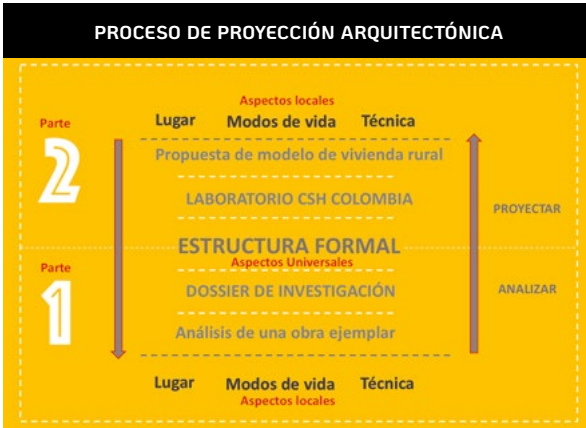 PROCESO DE PROYECCIÓN ARQUITECTÓNICA
Aspectos locales
Parte
2
Lugar Modos de vida Técnica
Propuesta de modelo de vivienda rural
LABORATORIO CSH COLOMBIA
PROYECTAR
ESTRUCTURA FORMAL
Aspectos Universales
Parte
1
DOSSIER DE INVESTIGACIÓN
ANALIZAR
Análisis de una obra ejemplar
Lugar Modos de vida Técnica
Aspectos locales